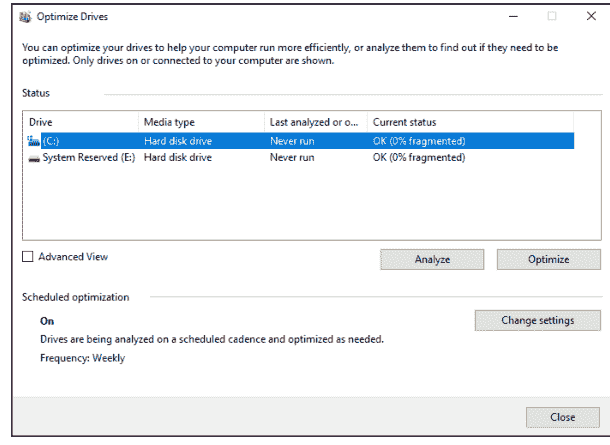 Optimize Drives
You can optimize your drives to help your computer run more efficiently, or analyze them to find out if they need to be
optimized. Only drives on or connected to your computer are shown.
Status
Drive Media type Last analyzed or o... Current status
(C:) Hard disk drive Never run OK (0% fragmented)
System Reserved (E:) Hard disk drive Never run OK (0% fragmented)
Advanced View Analyze Optimize
Scheduled optimization
On Change settings
Drives are being analyzed on a scheduled cadence and optimized as needed.
Frequency: Weekly
Close